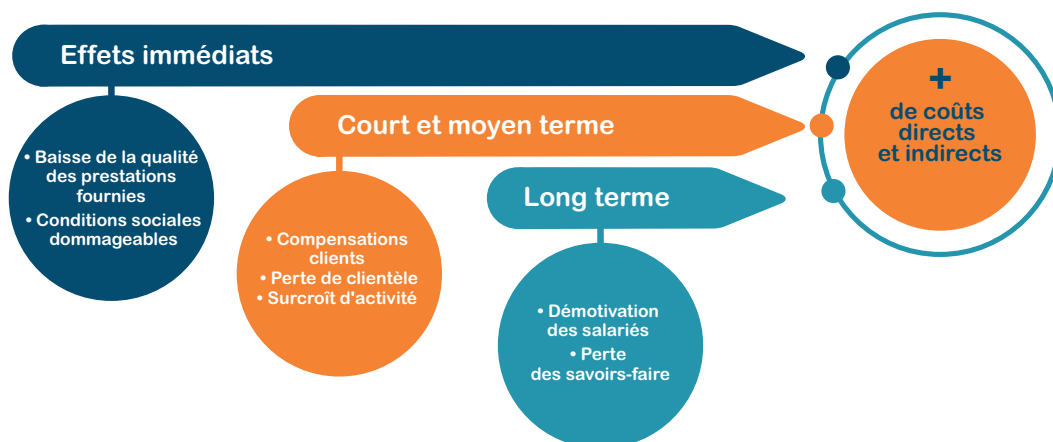 Effets immédiats
• Baisse de la qualité
des prestations
fournies
• Conditions sociales
dommageables
Court et moyen terme
• Compensations
clients
• Perte de clientèle
• Surcroît d'activité
Long terme
• Démotivation
des salariés
• Perte
des savoirs-faire
+
de coûts
directs
et indirects